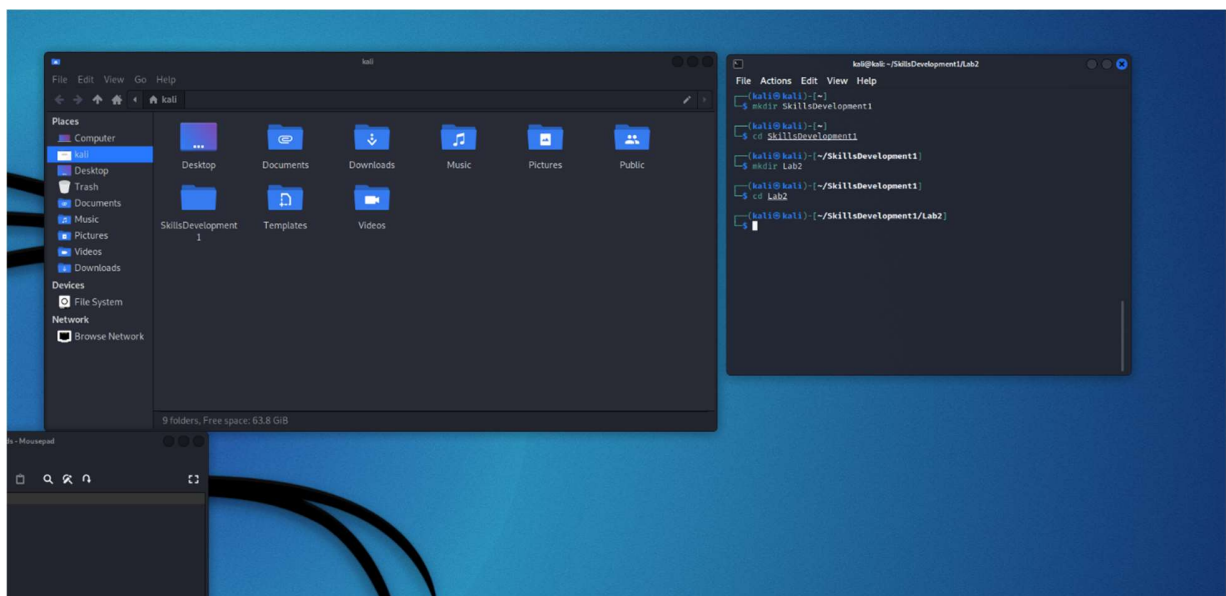 kali
File Edit View Go Help
kali
Places
Computer
kali
Desktop
Trash
Documents
Music
Pictures
Videos
Downloads
Devices
File System
Network
Browse Network
Desktop
Documents
Downloads
Music
Pictures
Public
SkillsDevelopment
1
Templates
Videos
9 folders, Free space: 63.8 GiB
ds - Mousepad
kali@kali: ~/SkillsDevelopment1/Lab2
File Actions Edit View Help
(kali㉿kali)-[~]
$ mkdir SkillsDevelopment1
(kali㉿kali)-[~]
$ cd SkillsDevelopment1
(kali㉿kali)-[~/SkillsDevelopment1]
$ mkdir Lab2
(kali㉿kali)-[~/SkillsDevelopment1]
$ cd Lab2
(kali㉿kali)-[~/SkillsDevelopment1/Lab2]
$